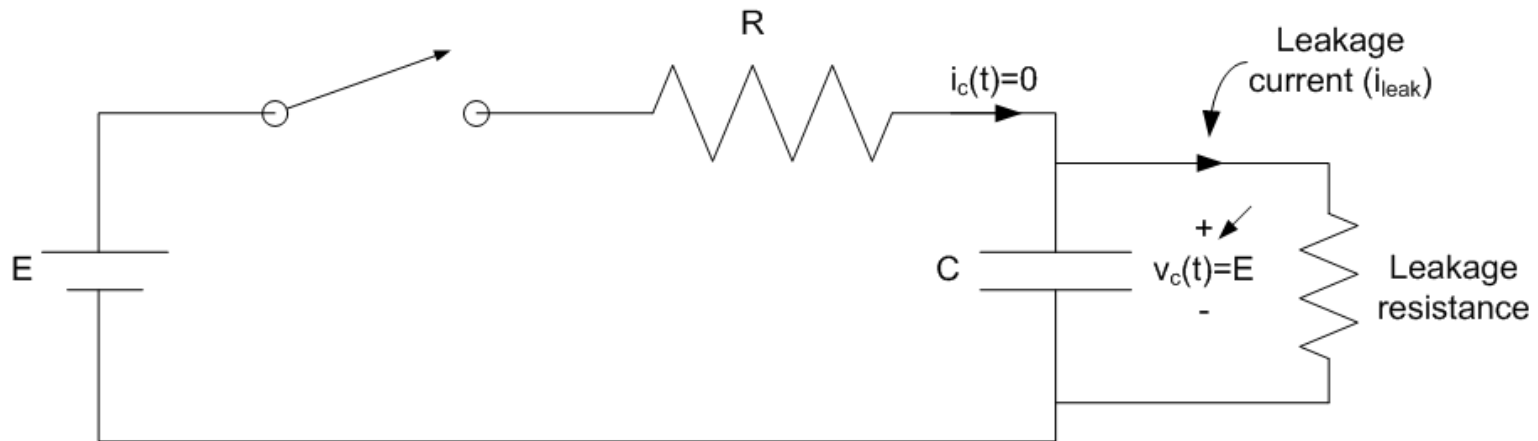 R
i_c(t)=0
Leakage
current (i_leak)
E
C
+
v_c(t)=E
-
Leakage
resistance